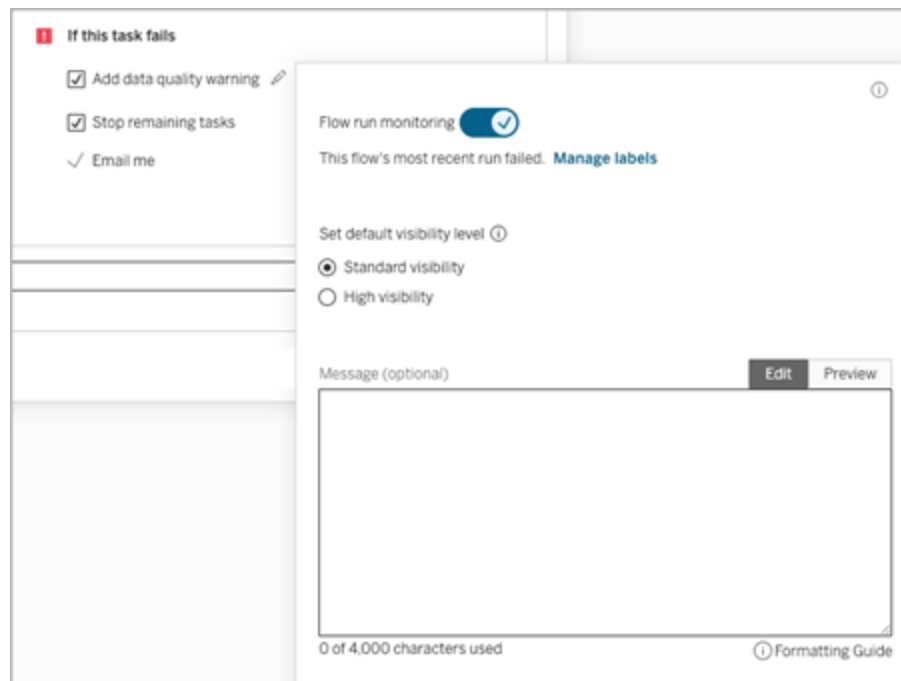 If this task fails
Add data quality warning
Stop remaining tasks
Email me
Flow run monitoring
This flow's most recent run failed. Manage labels
Set default visibility level
Standard visibility
High visibility
Message (optional)
Edit Preview
0 of 4,000 characters used
Formatting Guide